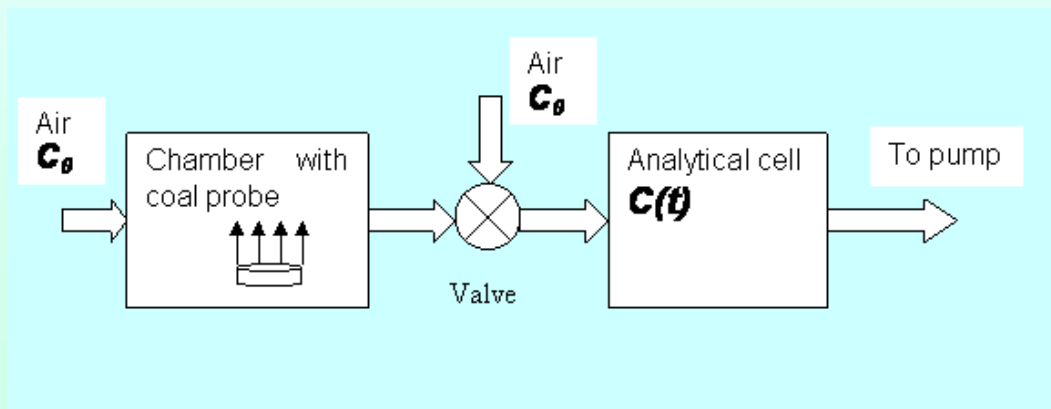 Air
C₀
Air
C₀
Chamber with
coal probe
Analytical cell
C(t)
To pump
Valve